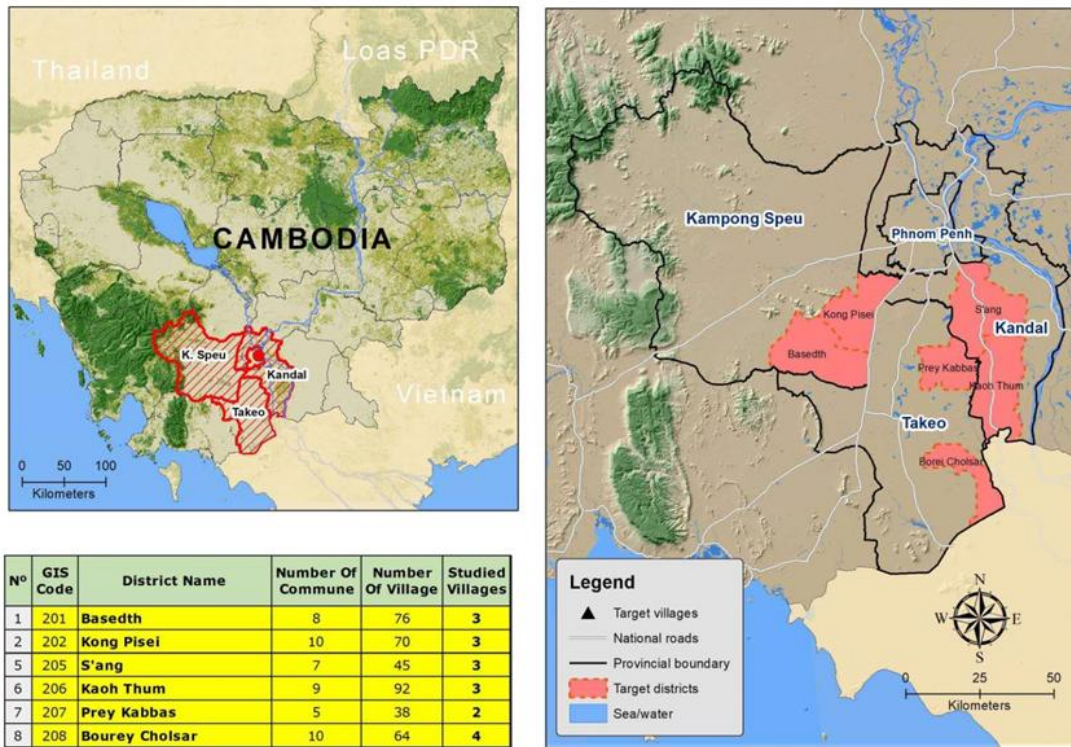 Thailand
Loas PDR
CAMBODIA
K. Speu
Kandal
Takeo
Vietnam
0 50 100
Kilometers
Nº GIS Code District Name Number Of Commune Number Of Village Studied Villages
1 201 Basedth 8 76 3
2 202 Kong Pisei 10 70 3
5 205 S'ang 7 45 3
6 206 Kaoh Thum 9 92 3
7 207 Prey Kabbas 5 38 2
8 208 Bourey Cholsar 10 64 4
Kampong Speu
Phnom Penh
Kong Pisei
S'ang
Kandal
Basedth
Prey Kabbas
Kaoh Thum
Takeo
Borei Cholsar
Legend
Target villages
National roads
Provincial boundary
Target districts
Sea/water
N
W E
S
0 25 50
Kilometers